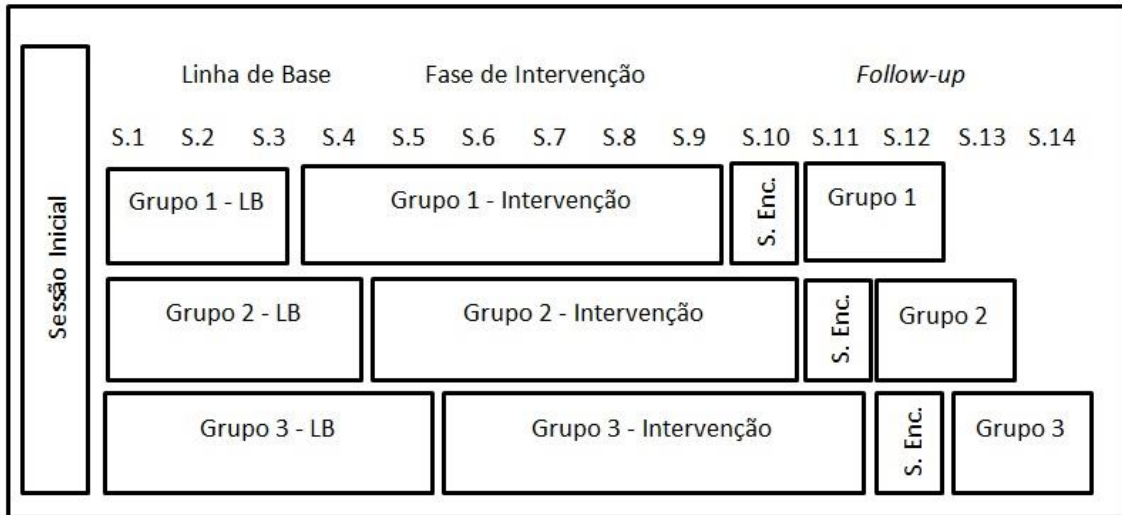 Sessão Inicial
Linha de Base Fase de Intervenção Follow-up
S.1 S.2 S.3 S.4 S.5 S.6 S.7 S.8 S.9 S.10 S.11 S.12 S.13 S.14
Grupo 1 - LB Grupo 1 - Intervenção S. Enc. Grupo 1
Grupo 2 - LB Grupo 2 - Intervenção S. Enc. Grupo 2
Grupo 3 - LB Grupo 3 - Intervenção S. Enc. Grupo 3